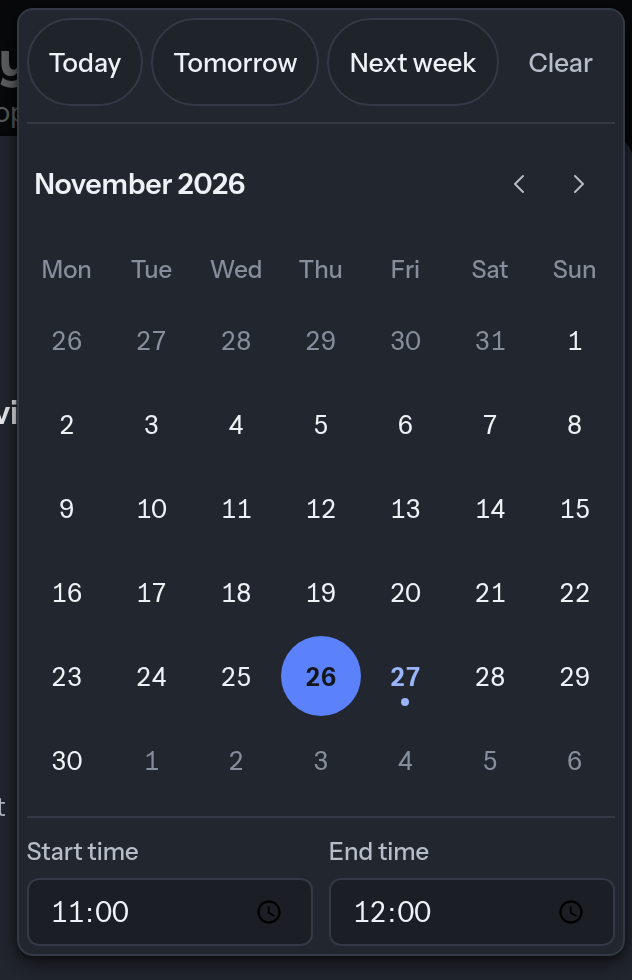 Today Tomorrow Next week Clear
November 2026
Mon Tue Wed Thu Fri Sat Sun
26 27 28 29 30 31 1
2 3 4 5 6 7 8
9 10 11 12 13 14 15
16 17 18 19 20 21 22
23 24 25 26 27 28 29
30 1 2 3 4 5 6
Start time End time
11:00 12:00